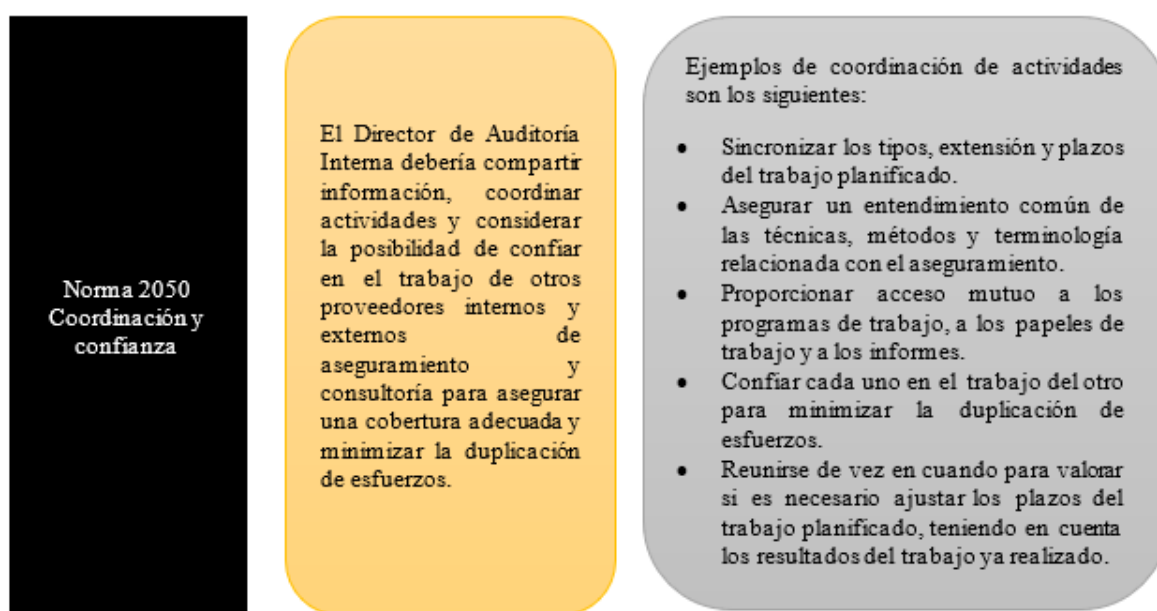 Norma 2050
Coordinación y
confianza
El Director de Auditoría
Interna debería compartir
información, coordinar
actividades y considerar
la posibilidad de confiar
en el trabajo de otros
proveedores internos y
externos de
aseguramiento y
consultoría para asegurar
una cobertura adecuada y
minimizar la duplicación
de esfuerzos.
Ejemplos de coordinación de actividades
son los siguientes:
• Sincronizar los tipos, extensión y plazos
del trabajo planificado.
• Asegurar un entendimiento común de
las técnicas, métodos y terminología
relacionada con el aseguramiento.
• Proporcionar acceso mutuo a los
programas de trabajo, a los papeles de
trabajo y a los informes.
• Confiar cada uno en el trabajo del otro
para minimizar la duplicación de
esfuerzos.
• Reunirse de vez en cuando para valorar
si es necesario ajustar los plazos del
trabajo planificado, teniendo en cuenta
los resultados del trabajo ya realizado.